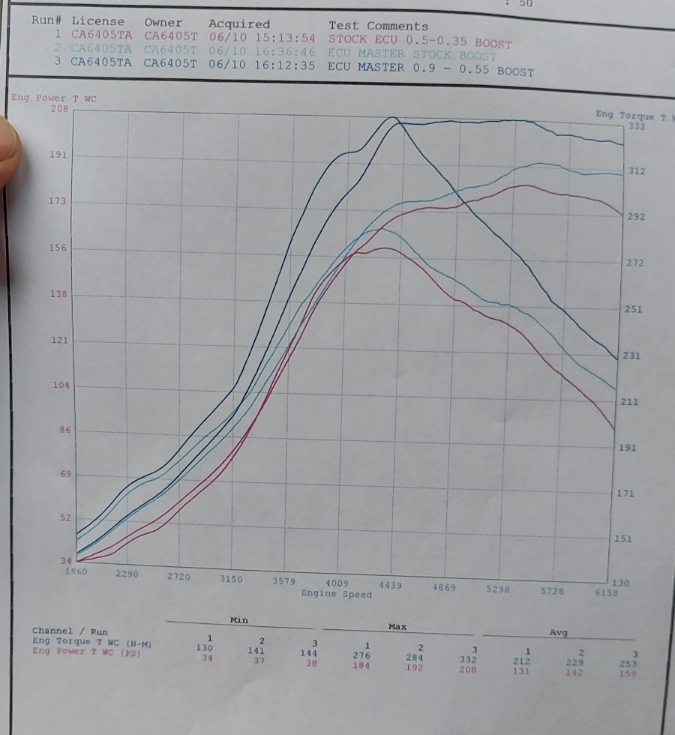 : 50
Run# License Owner Acquired Test Comments
1 CA6405TA CA6405T 06/10 15:13:54 STOCK ECU 0.5-0.35 BOOST
2 CA6405TA CA6405T 06/10 16:36:46 ECU MASTER STOCK BOOST
3 CA6405TA CA6405T 06/10 16:12:35 ECU MASTER 0.9 - 0.55 BOOST
Eng Power T WC Eng Torque T W
208 332
191 312
173 292
156 272
138 251
121 231
104 211
86 191
69 171
52 151
34 130
1860 2290 2720 3150 3579 4009 4439 4869 5298 5728 6158
Engine Speed
Min Max Avg
Channel / Run 1 2 3 1 2 3 1 2 3
Eng Torque T WC (N-M) 130 141 144 276 284 332 212 229 253
Eng Power T WC (PS) 34 37 38 184 192 208 131 142 159